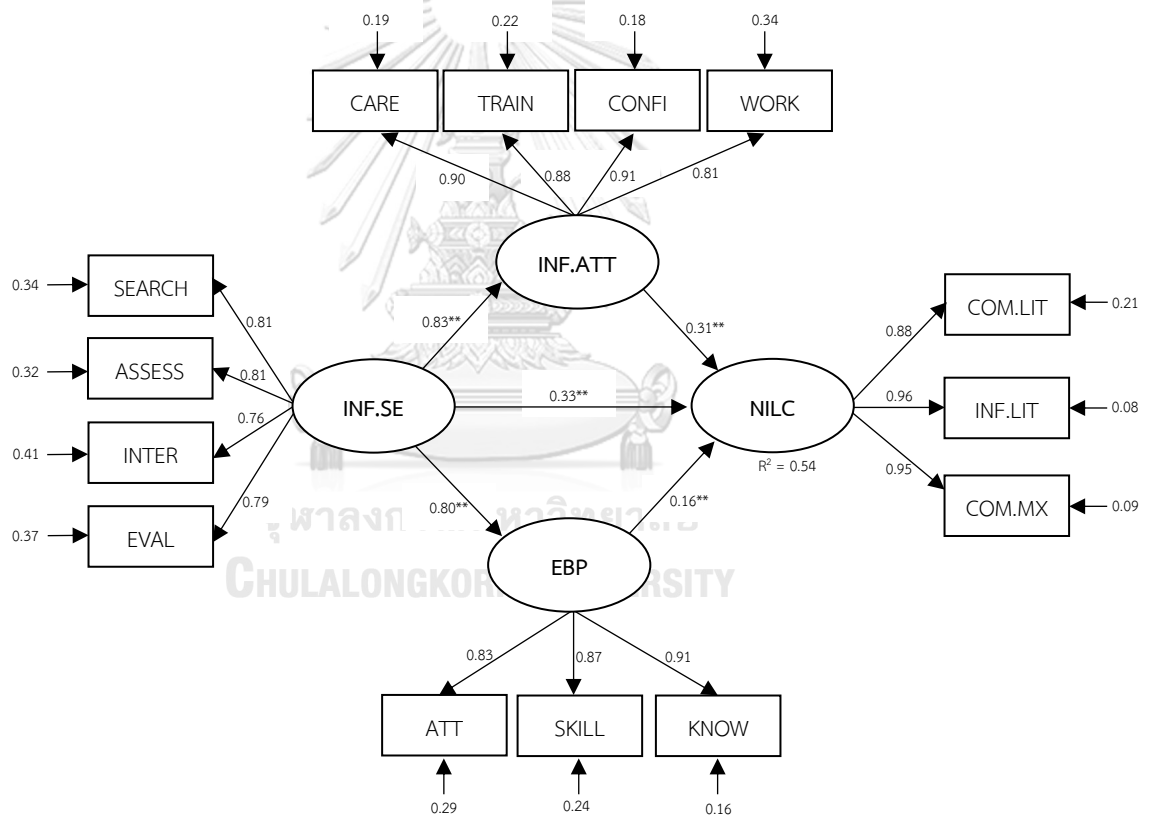 0.19 0.22 0.18 0.34
CARE TRAIN CONFI WORK
0.90 0.88 0.91 0.81
INF.ATT
0.34 SEARCH
0.81
0.83**
0.31**
COM.LIT 0.21
0.88
0.32 ASSESS
0.81
INF.SE
0.33**
NILC
R² = 0.54
0.96
INF.LIT 0.08
0.76
0.41 INTER
0.79
0.37 EVAL
0.80**
0.16**
0.95
COM.MX 0.09
EBP
CHULALONGKOR RSITY
0.83 0.87 0.91
ATT SKILL KNOW
0.29 0.24 0.16